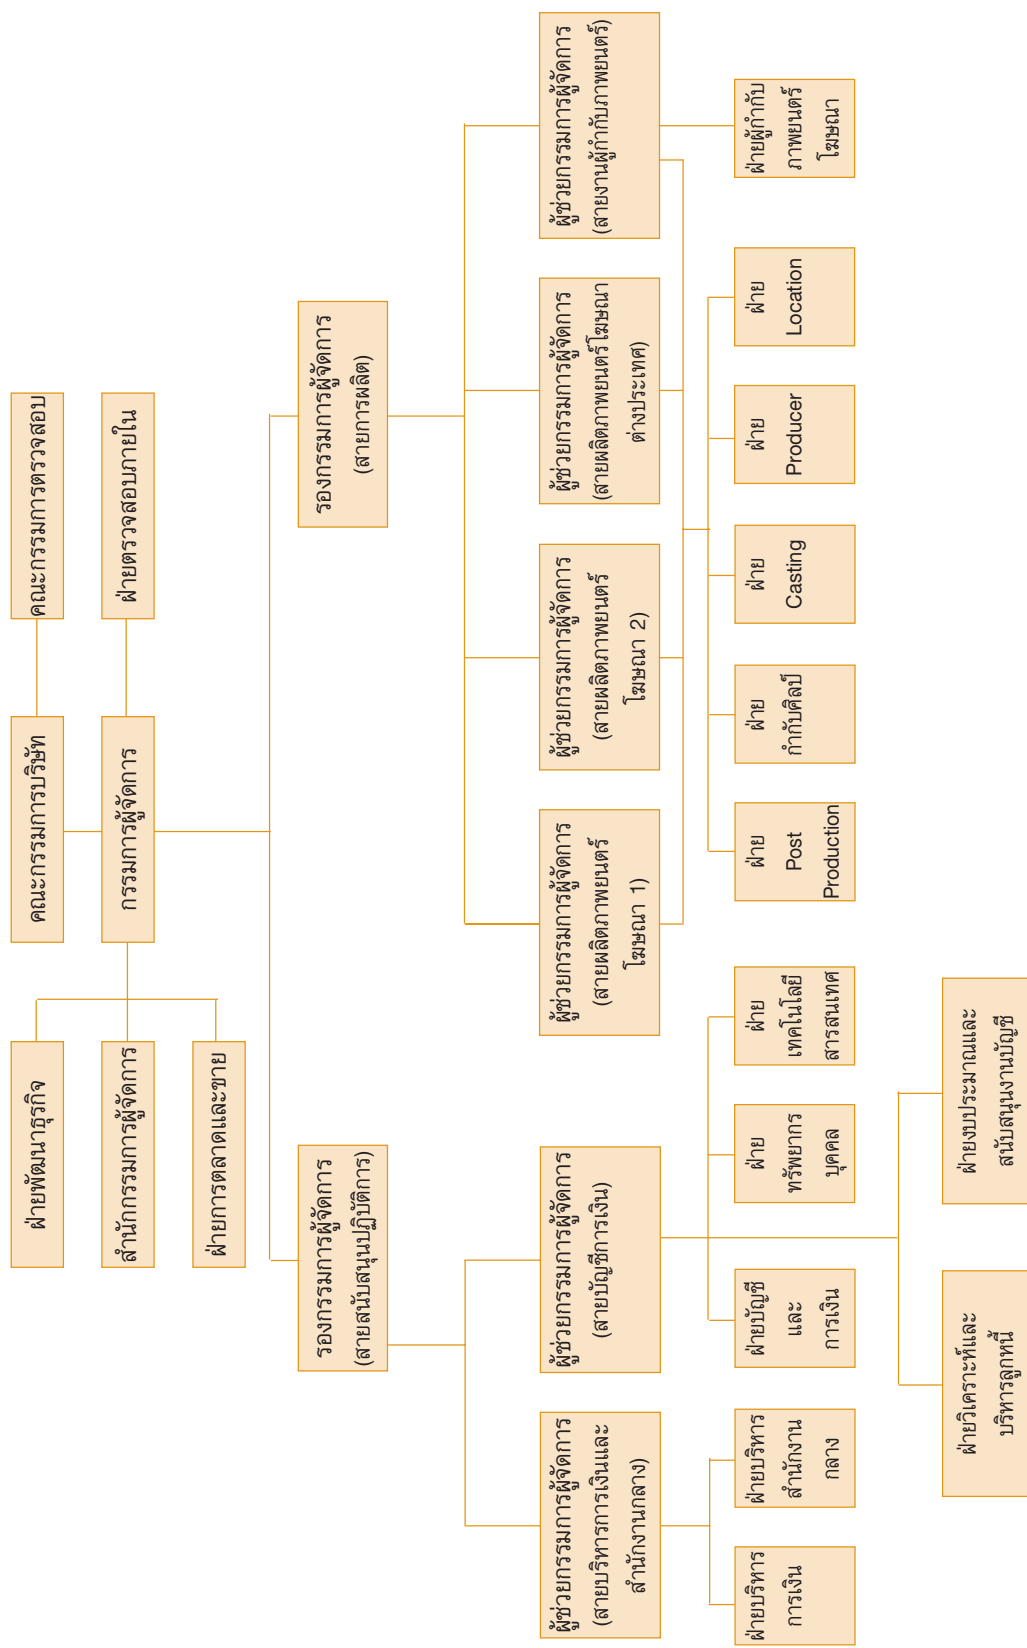 คณะกรรมการบริษัท
คณะกรรมการตรวจสอบ
ฝ่ายพัฒนาธุรกิจ
สำนักกรรมการผู้จัดการ
ฝ่ายการตลาดและขาย
กรรมการผู้จัดการ
ฝ่ายตรวจสอบภายใน
รองกรรมการผู้จัดการ
(สายสนับสนุนปฏิบัติการ)
รองกรรมการผู้จัดการ
(สายการผลิต)
ผู้ช่วยกรรมการผู้จัดการ
(สายบริหารการเงินและ
สำนักงานกลาง)
ผู้ช่วยกรรมการผู้จัดการ
(สายบัญชีการเงิน)
ผู้ช่วยกรรมการผู้จัดการ
(สายผลิตภาพยนตร์
โฆษณา 1)
ผู้ช่วยกรรมการผู้จัดการ
(สายผลิตภาพยนตร์
โฆษณา 2)
ผู้ช่วยกรรมการผู้จัดการ
(สายผลิตภาพยนตร์โฆษณา
ต่างประเทศ)
ผู้ช่วยกรรมการผู้จัดการ
(สายงานผู้กำกับภาพยนตร์)
ฝ่ายบริหาร
การเงิน
ฝ่ายบริหาร
สำนักงาน
กลาง
ฝ่ายบัญชี
และ
การเงิน
ฝ่าย
ทรัพยากร
บุคคล
ฝ่าย
เทคโนโลยี
สารสนเทศ
ฝ่าย
Post
Production
ฝ่าย
กำกับศิลป์
ฝ่าย
Casting
ฝ่าย
Producer
ฝ่าย
Location
ฝ่ายผู้กำกับ
ภาพยนตร์
โฆษณา
ฝ่ายวิเคราะห์และ
บริหารลูกหนี้
ฝ่ายงบประมาณและ
สนับสนุนงานบัญชี